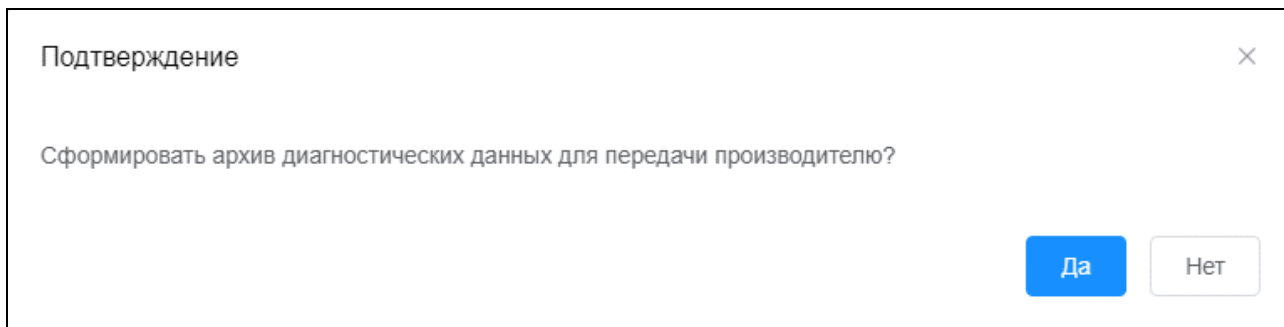 Подтверждение
Сформировать архив диагностических данных для передачи производителю?
Да
Нет